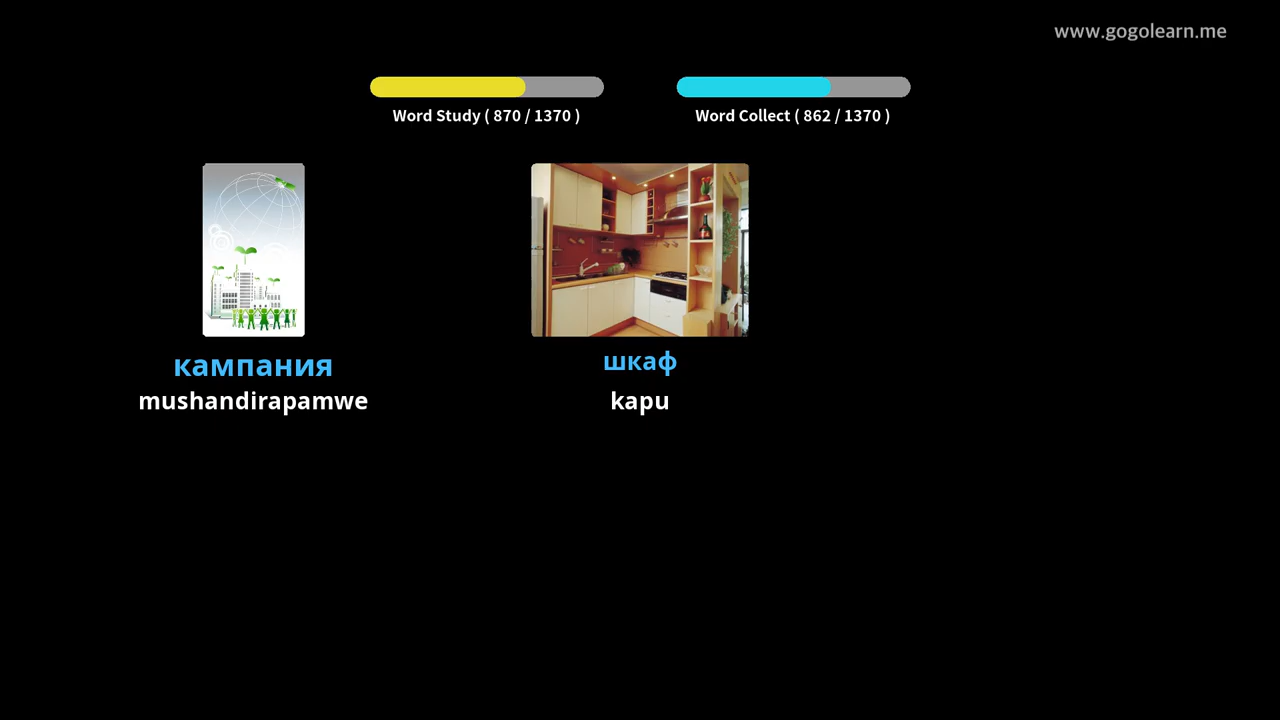 www.gogolearn.me
Word Study ( 870 / 1370 )
Word Collect ( 862 / 1370 )
кампания
mushandirapamwe
шкаф
kapu